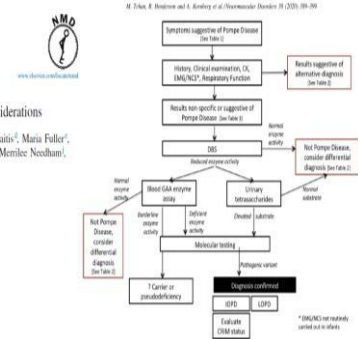 M. Tchan, R. Henderson and A. Kornberg et al./Neuromuscular Disorders 30 (2020) 389–399
NMD
www.elsevier.com/locate/nmd
iderations
aitis d, Maria Fuller e,
Merrilee Needham j,
Symptoms suggestive of Pompe Disease
(See Table 1)
History, Clinical examination, CK,
EMG/NCS*, Respiratory Function
Results suggestive of
alternative diagnosis
(See Table 2)
Results non-specific or suggestive of
Pompe Disease (See Table 3)
Normal
enzyme
activity
DBS
Reduced enzyme activity
Not Pompe Disease,
consider differential
diagnosis (See Table 2)
Normal
enzyme
activity
Blood GAA enzyme
assay
Urinary
tetrasaccharides
Normal
substrate
Borderline
enzyme
activity
Deficient
enzyme
activity
Elevated substrate
Not Pompe
Disease,
consider
differential
diagnosis
(See Table 2)
Molecular testing
Pathogenic variant
? Carrier or
pseudodeficiency
Diagnosis confirmed
IOPD
LOPD
Evaluate
CRIM status
* EMG/NCS not routinely
carried out in infants